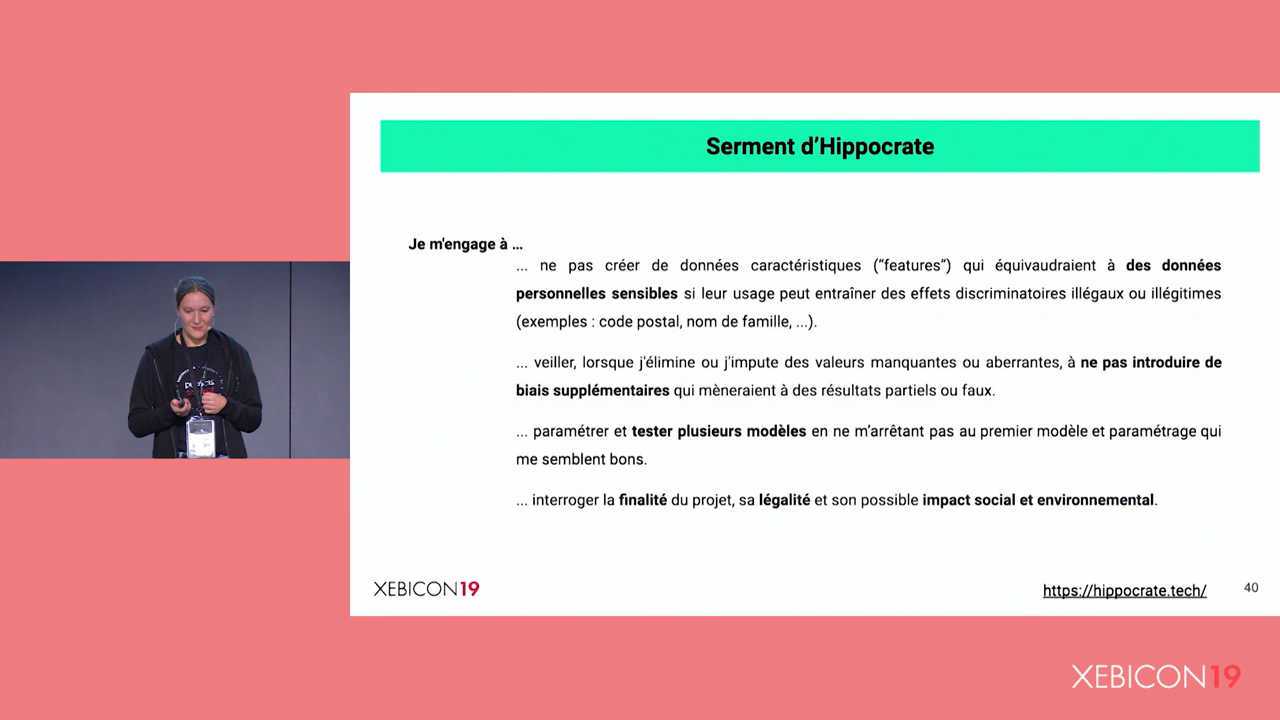 Serment d’Hippocrate
Je m'engage à ...
... ne pas créer de données caractéristiques (“features”) qui équivaudraient à des données
personnelles sensibles si leur usage peut entraîner des effets discriminatoires illégaux ou illégitimes
(exemples : code postal, nom de famille, ...).
... veiller, lorsque j'élimine ou j'impute des valeurs manquantes ou aberrantes, à ne pas introduire de
biais supplémentaires qui mèneraient à des résultats partiels ou faux.
... paramétrer et tester plusieurs modèles en ne m’arrêtant pas au premier modèle et paramétrage qui
me semblent bons.
... interroger la finalité du projet, sa légalité et son possible impact social et environnemental.
XEBICON19
https://hippocrate.tech/
40
XEBICON19